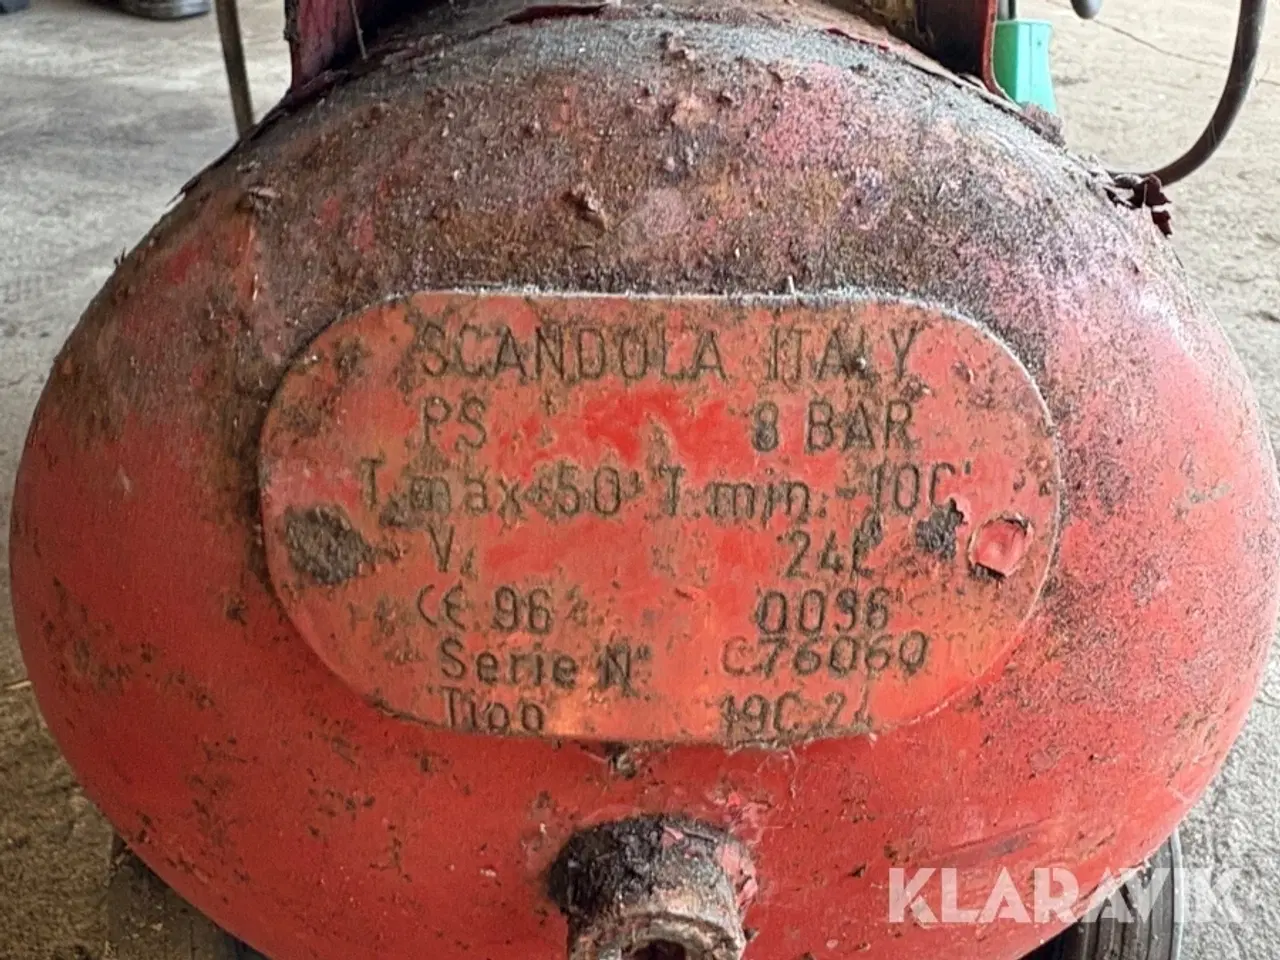 SCANDOLA ITALY
PS 8 BAR
T.max+50° T.min.-10C°
V. 24L
CE 96 0036
Serie N° C76060
Tipo 19C.24
KLARAVIK